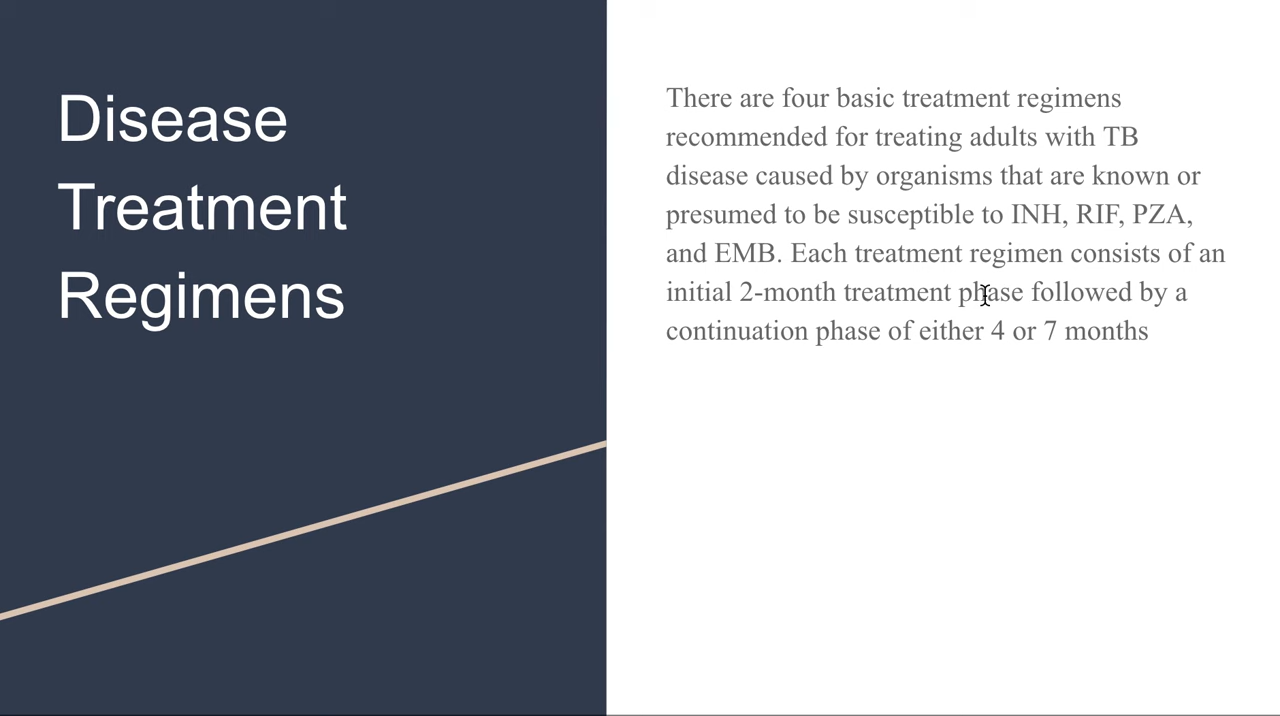 Disease
Treatment
Regimens
There are four basic treatment regimens
recommended for treating adults with TB
disease caused by organisms that are known or
presumed to be susceptible to INH, RIF, PZA,
and EMB. Each treatment regimen consists of an
initial 2-month treatment phase followed by a
continuation phase of either 4 or 7 months